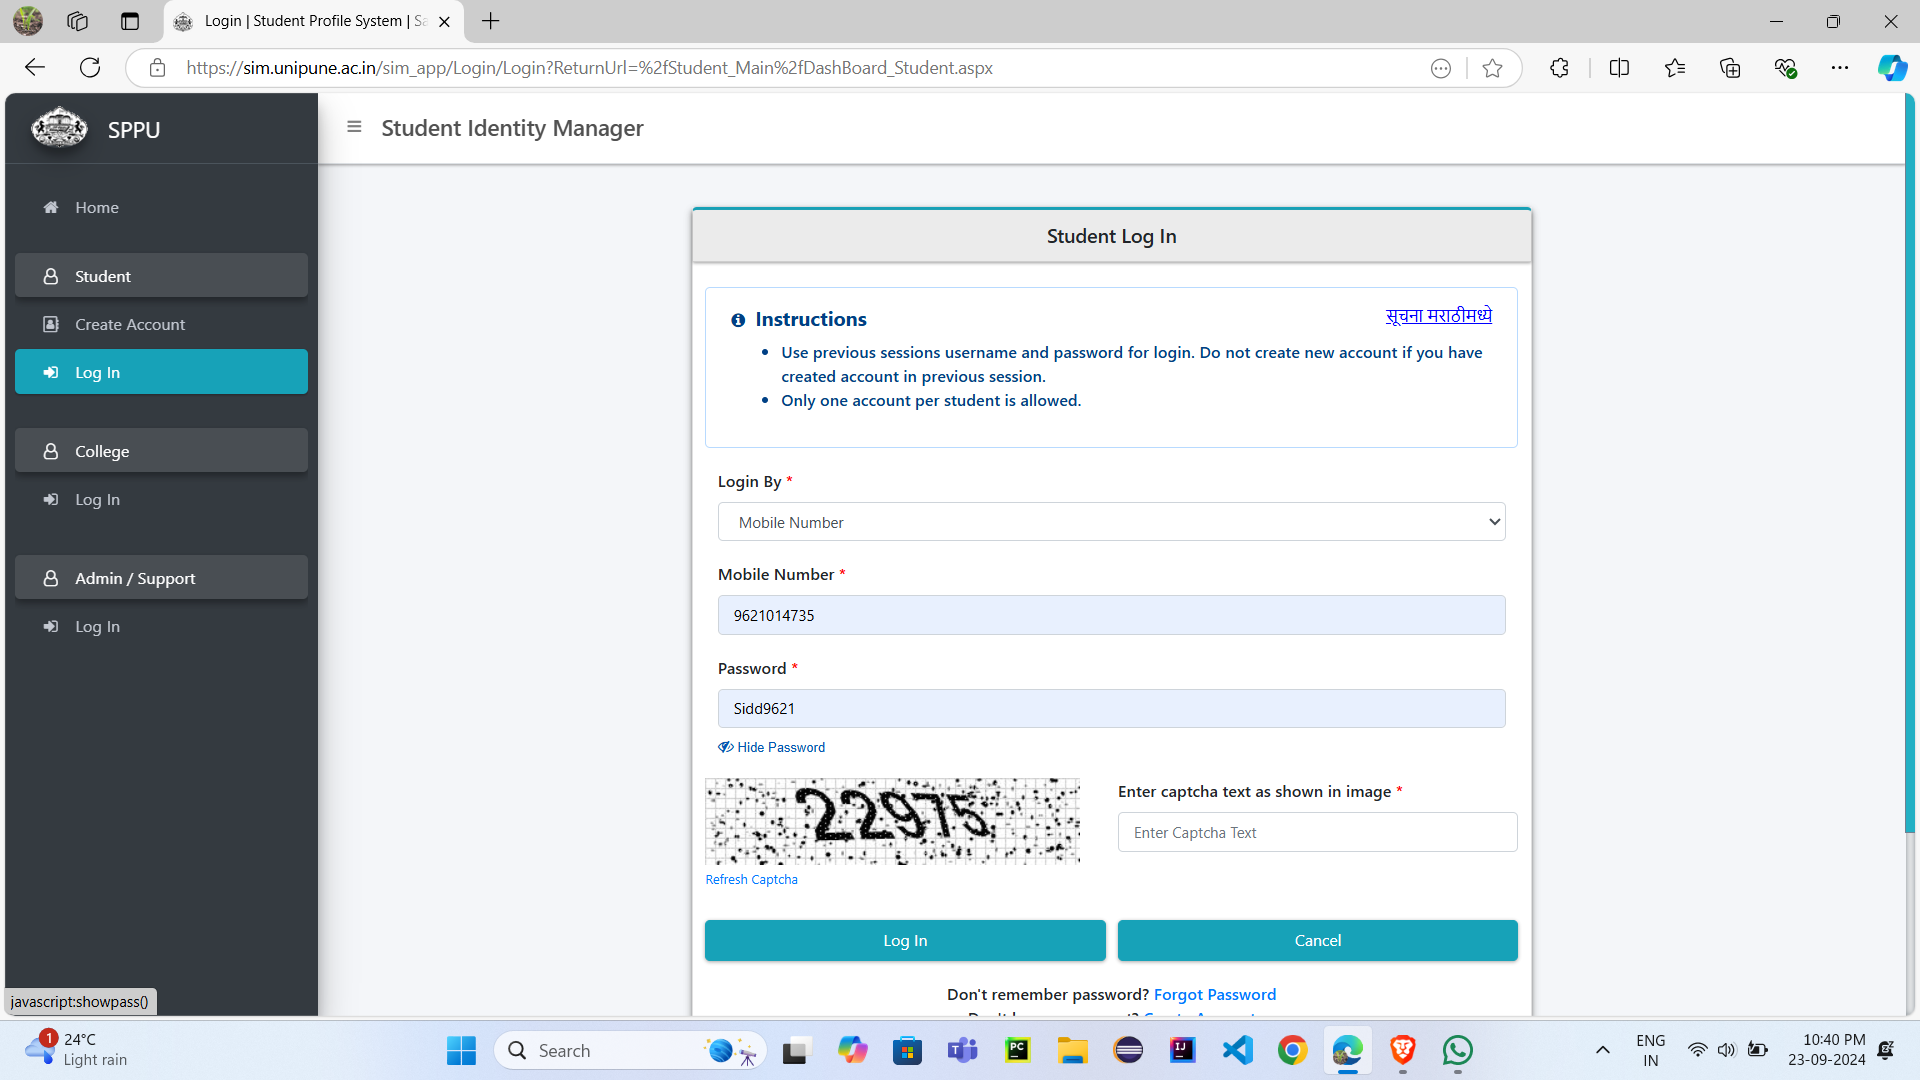 Login | Student Profile System | Sa
https://sim.unipune.ac.in/sim_app/Login/Login?ReturnUrl=%2fStudent_Main%2fDashBoard_Student.aspx
SPPU
Student Identity Manager
Home
Student
Create Account
Log In
College
Log In
Admin / Support
Log In
Student Log In
Instructions
सूचना मराठीमध्ये
Use previous sessions username and password for login. Do not create new account if you have
created account in previous session.
Only one account per student is allowed.
Login By *
Mobile Number
Mobile Number *
9621014735
Password *
Sidd9621
Hide Password
22975
Enter captcha text as shown in image *
Enter Captcha Text
Refresh Captcha
Log In
Cancel
Don't remember password? Forgot Password
javascript:showpass()
1
24°C
Light rain
Search
PC
IJ
ENG
IN
10:40 PM
23-09-2024